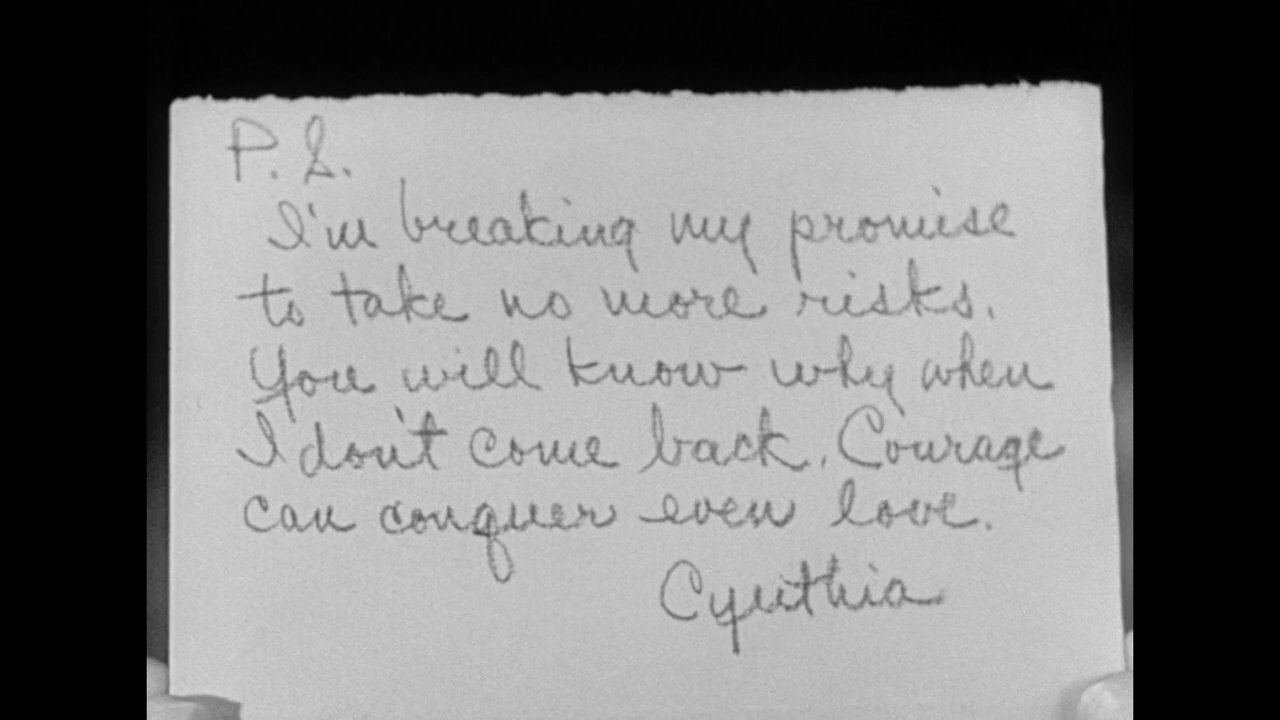 P.S.
I'm breaking my promise
to take no more risks.
You will know why when
I don't come back. Courage
can conquer even love.
Cynthia